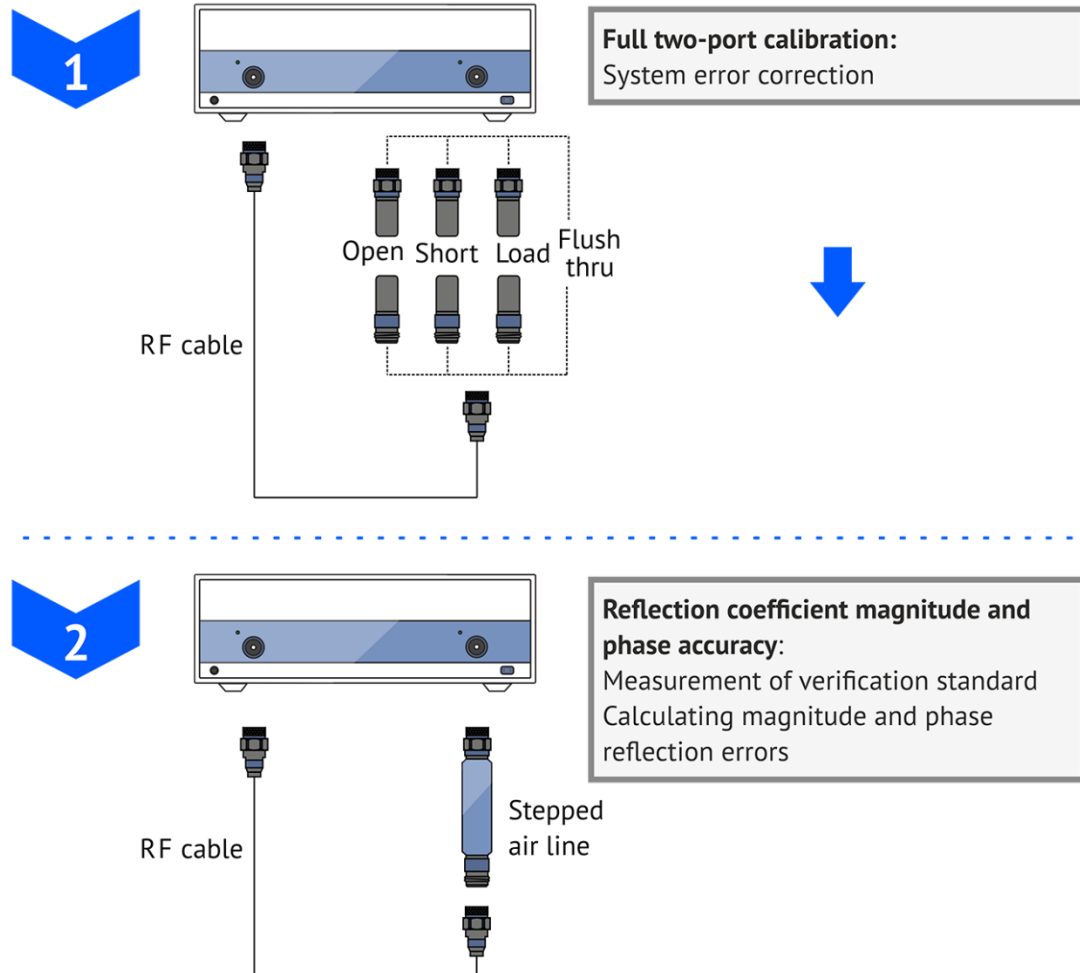 1
Full two-port calibration:
System error correction
Open Short Load Flush
thru
RF cable
2
Reflection coefficient magnitude and
phase accuracy:
Measurement of verification standard
Calculating magnitude and phase
reflection errors
Stepped
air line
RF cable